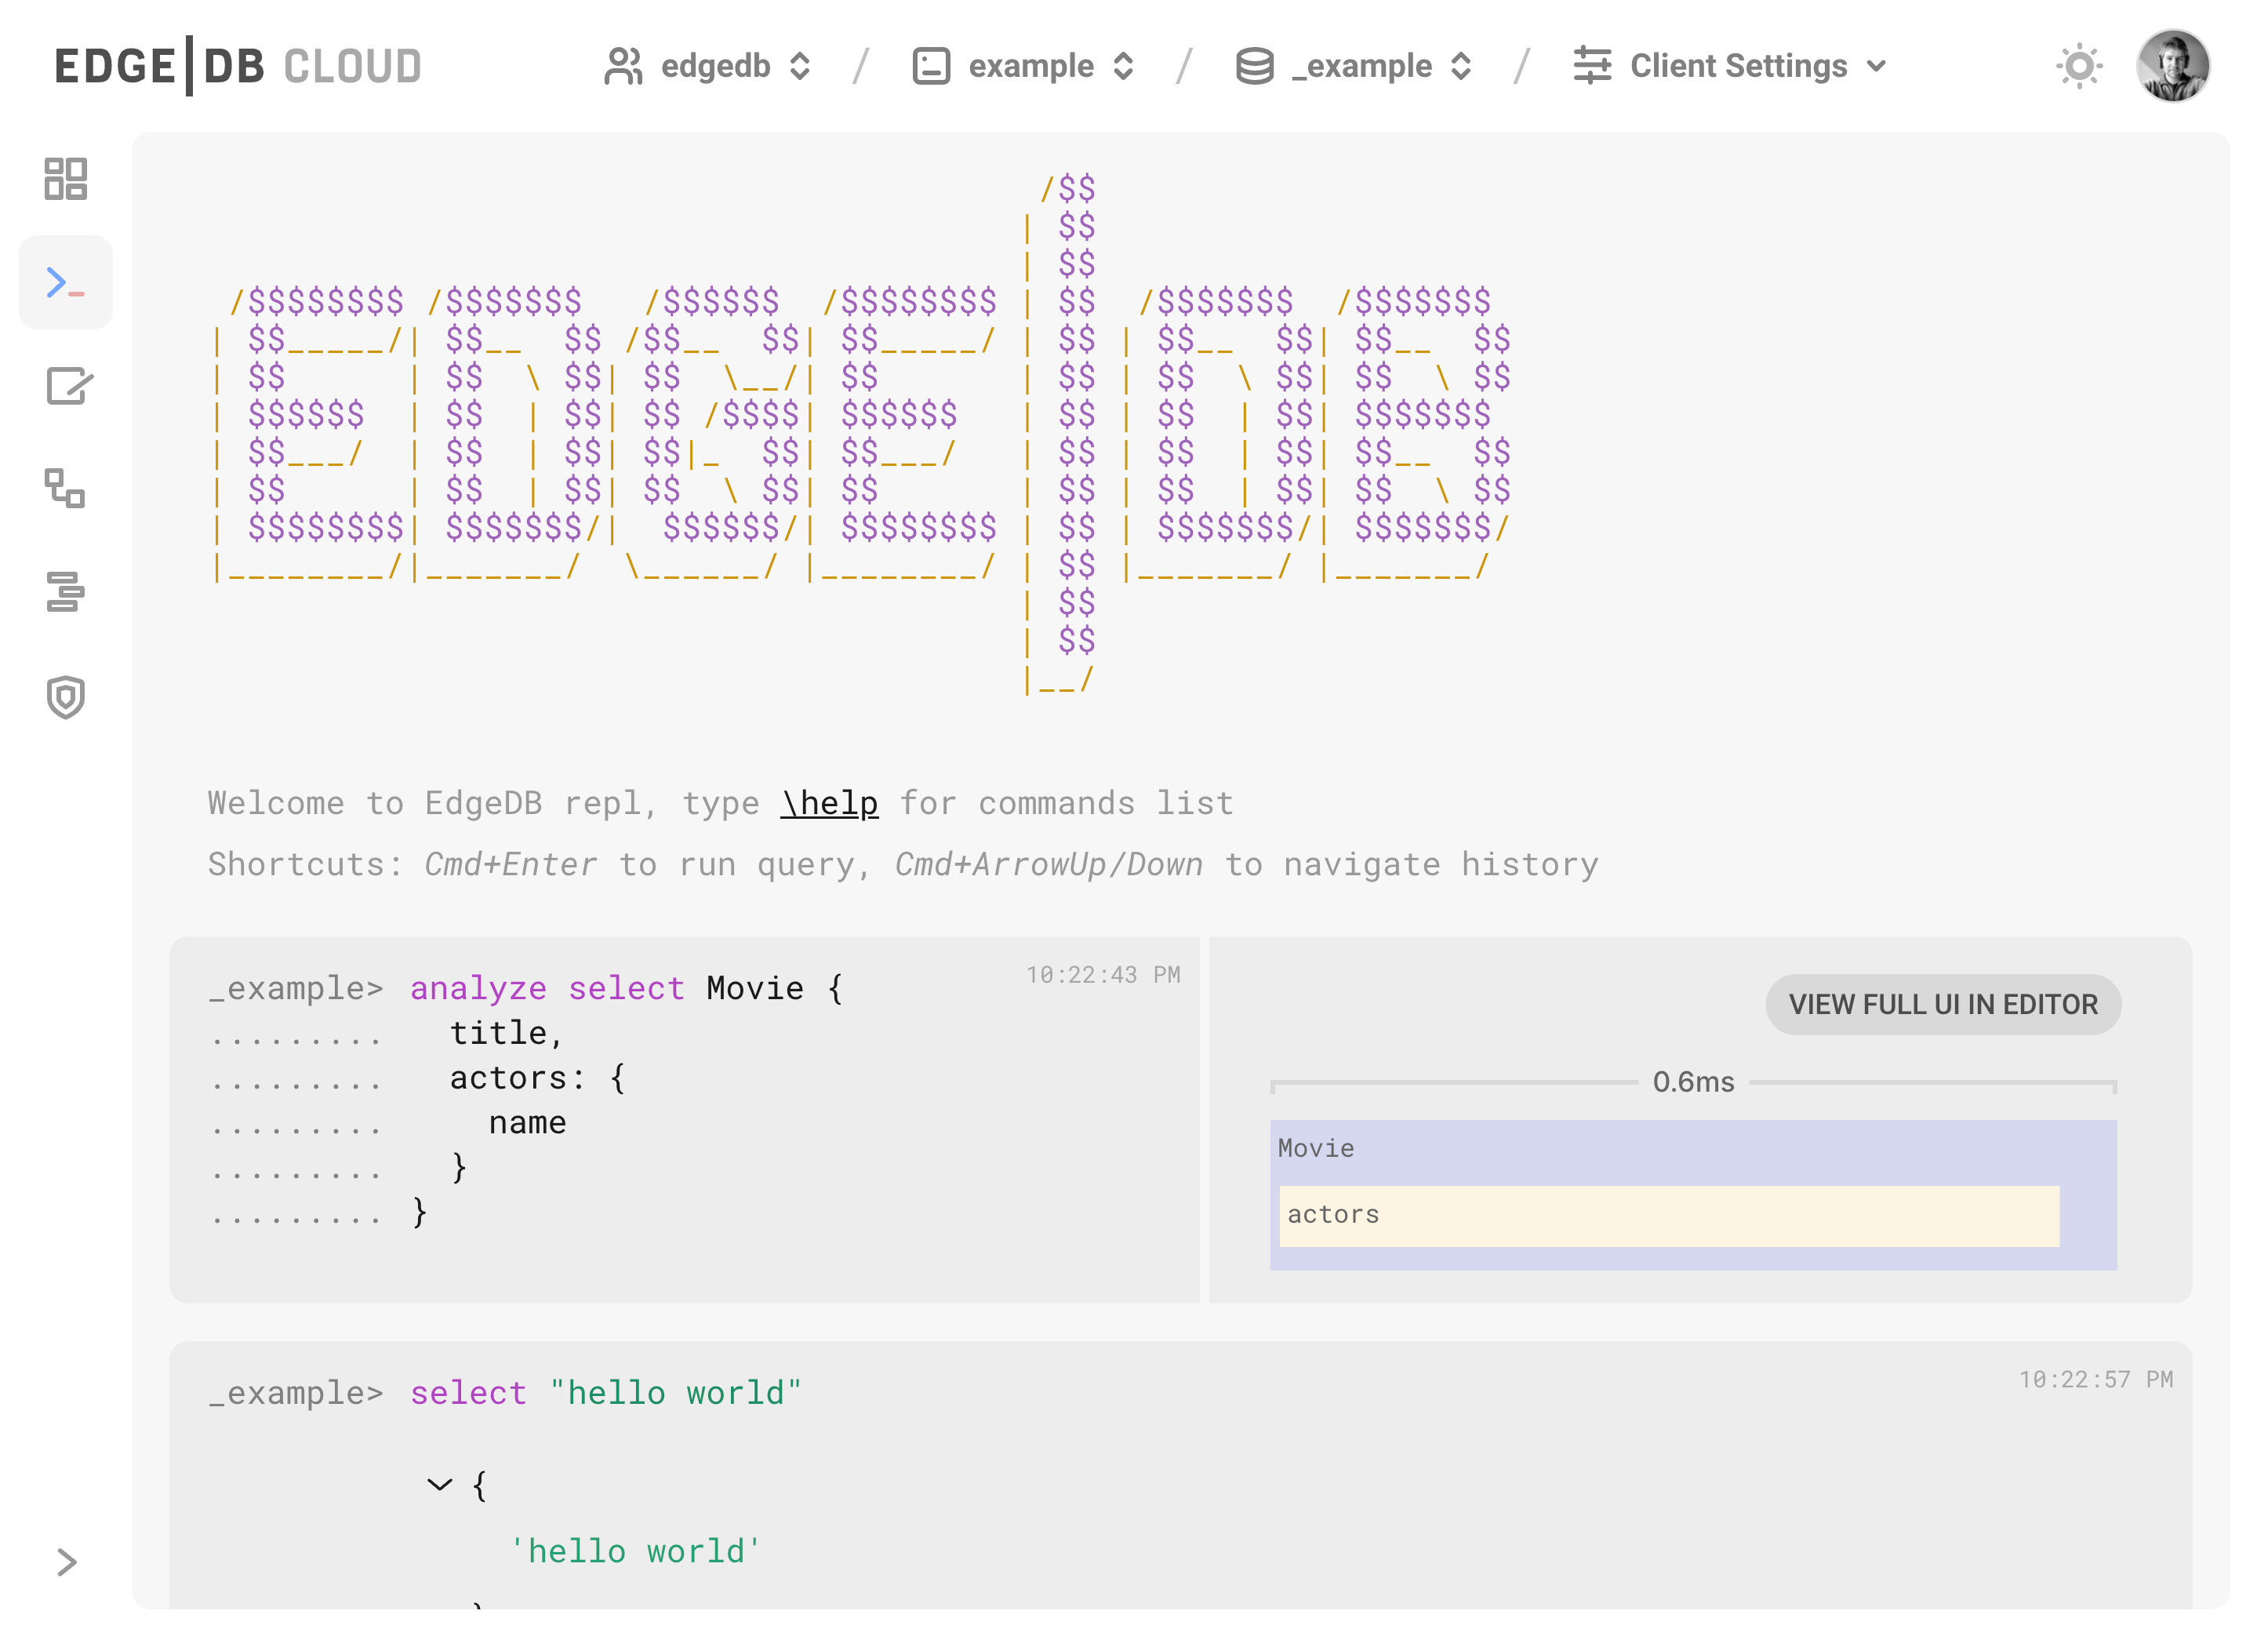 EDGE|DB CLOUD
edgedb / example / _example / Client Settings
                                          /$$
                                         | $$
                                         | $$
 /$$$$$$$$ /$$$$$$$   /$$$$$$  /$$$$$$$$ | $$  /$$$$$$$  /$$$$$$$
| $$_____/| $$__  $$ /$$__  $$| $$_____/ | $$ | $$__  $$| $$__  $$
| $$      | $$  \ $$| $$  \__/| $$       | $$ | $$  \ $$| $$  \ $$
| $$$$$$  | $$  | $$| $$ /$$$$| $$$$$$   | $$ | $$  | $$| $$$$$$$
| $$___/  | $$  | $$| $$|_  $$| $$___/   | $$ | $$  | $$| $$__  $$
| $$      | $$  | $$| $$  \ $$| $$       | $$ | $$  | $$| $$  \ $$
| $$$$$$$$| $$$$$$$/|  $$$$$$/| $$$$$$$$ | $$ | $$$$$$$/| $$$$$$$/
|________/|_______/  \______/ |________/ | $$ |_______/ |_______/
                                         | $$
                                         | $$
                                         |__/
Welcome to EdgeDB repl, type \help for commands list
Shortcuts: Cmd+Enter to run query, Cmd+ArrowUp/Down to navigate history
_example> analyze select Movie {
.........   title,
.........   actors: {
.........     name
.........   }
......... }
10:22:43 PM
VIEW FULL UI IN EDITOR
0.6ms
Movie
actors
_example> select "hello world"
10:22:57 PM
{
'hello world'